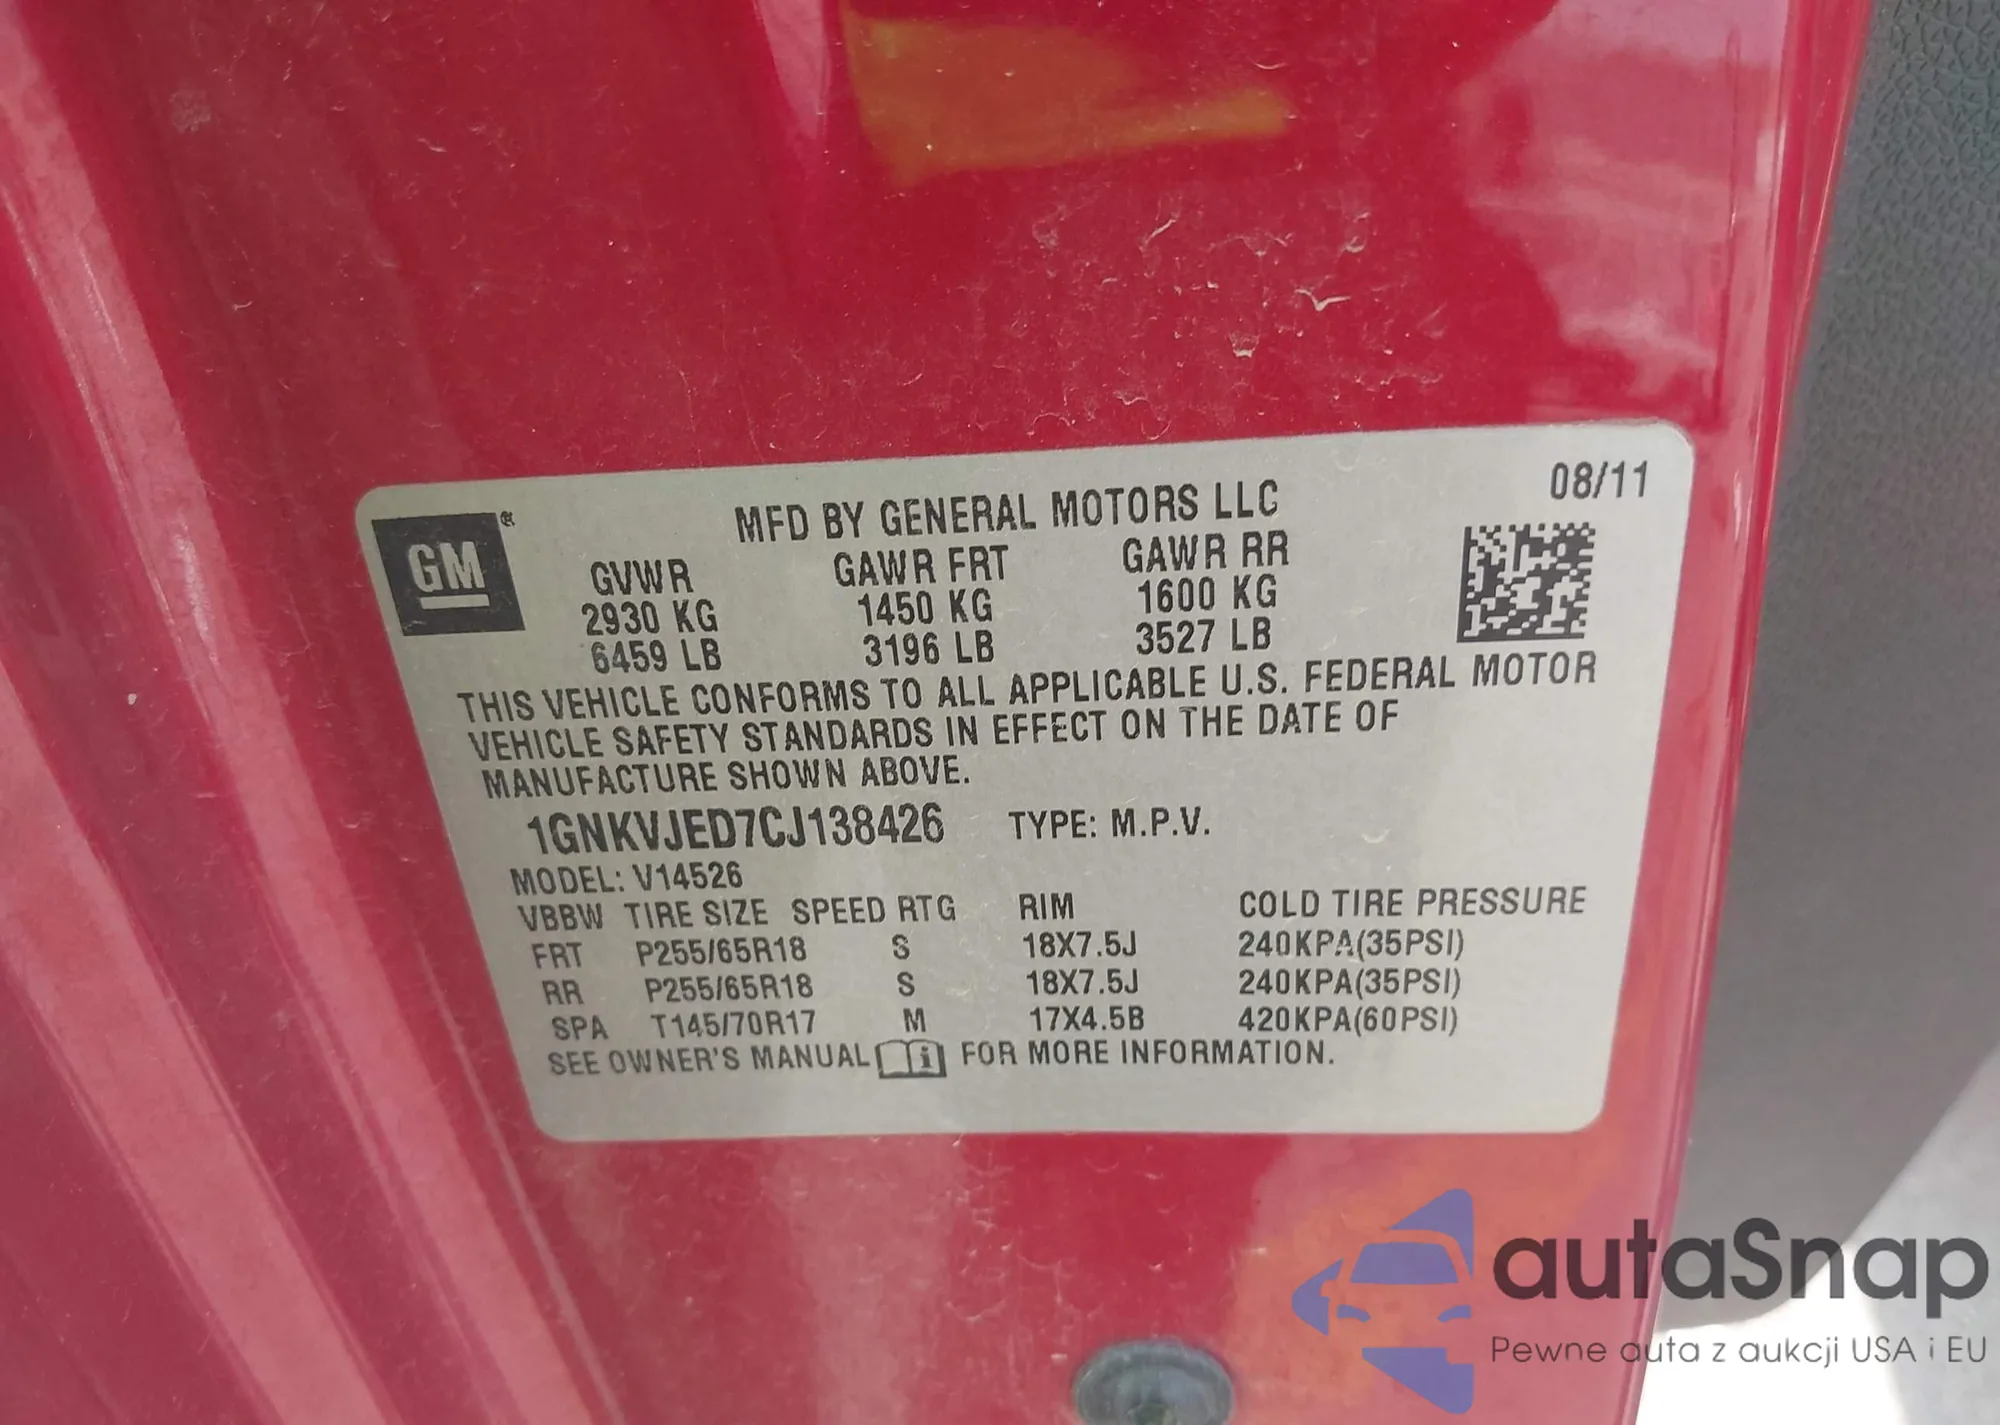 08/11
GM®
MFD BY GENERAL MOTORS LLC
GVWR GAWR FRT GAWR RR
2930 KG 1450 KG 1600 KG
6459 LB 3196 LB 3527 LB
THIS VEHICLE CONFORMS TO ALL APPLICABLE U.S. FEDERAL MOTOR
VEHICLE SAFETY STANDARDS IN EFFECT ON THE DATE OF
MANUFACTURE SHOWN ABOVE.
1GNKVJED7CJ138426 TYPE: M.P.V.
MODEL: V14526
VBBW TIRE SIZE SPEED RTG RIM COLD TIRE PRESSURE
FRT P255/65R18 S 18X7.5J 240KPA(35PSI)
RR P255/65R18 S 18X7.5J 240KPA(35PSI)
SPA T145/70R17 M 17X4.5B 420KPA(60PSI)
SEE OWNER'S MANUAL i FOR MORE INFORMATION.
autaSnap
Pewne auta z aukcji USA i EU